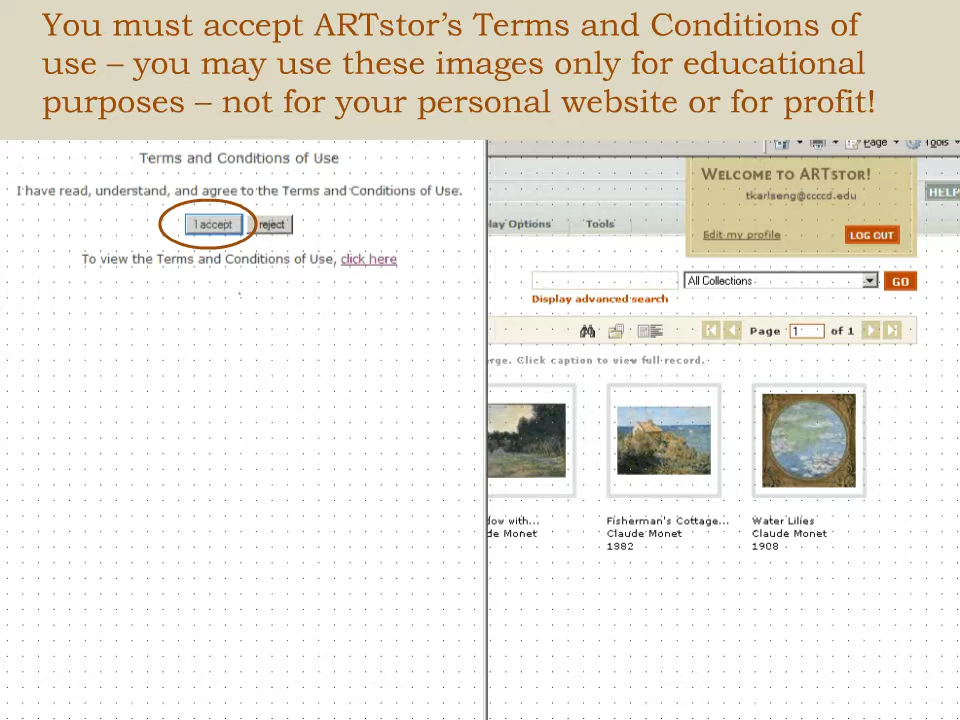 You must accept ARTstor’s Terms and Conditions of
use – you may use these images only for educational
purposes – not for your personal website or for profit!
Terms and Conditions of Use
I have read, understand, and agree to the Terms and Conditions of Use.
I accept reject
To view the Terms and Conditions of Use, click here
Page Tools
WELCOME TO ARTSTOR!
tkarlseng@ccccd.edu
Edit my profile LOG OUT
HELP
lay Options Tools
All Collections GO
Display advanced search
Page 1 of 1
rge. Click caption to view full record.
dow with...
de Monet
Fisherman's Cottage...
Claude Monet
1882
Water Lilies
Claude Monet
1908